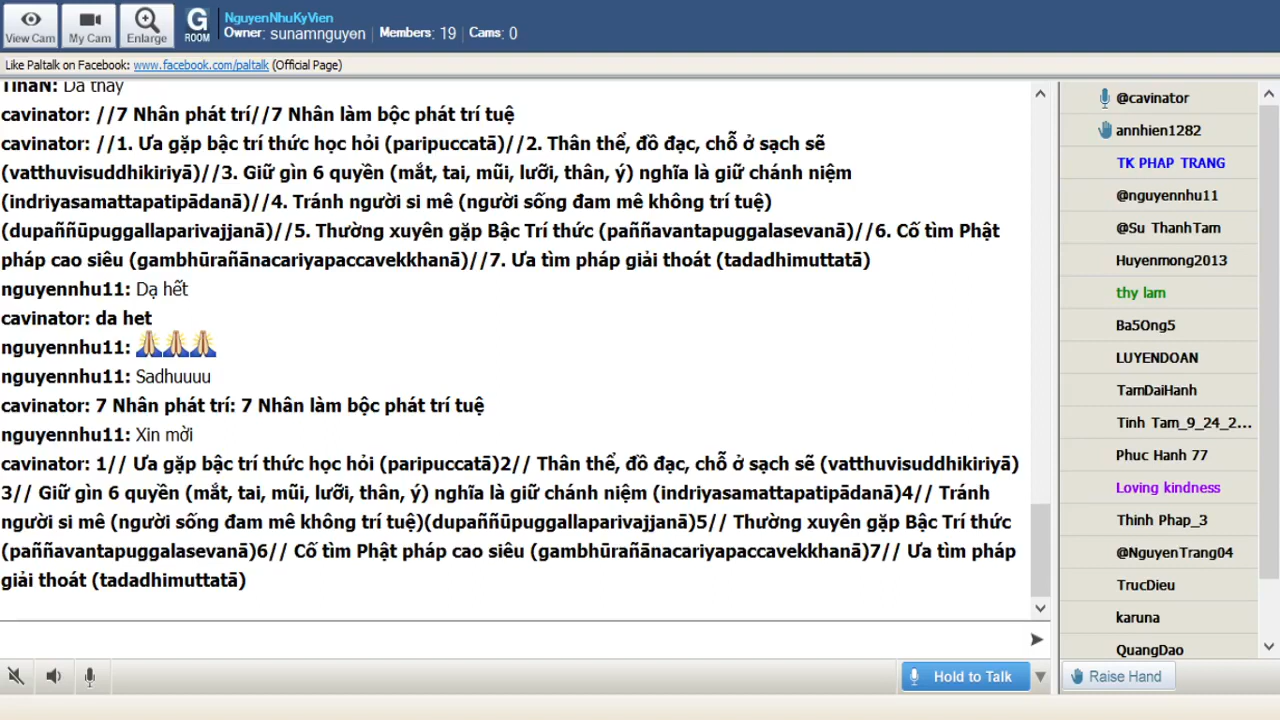 View Cam
My Cam
Enlarge
G
ROOM
NguyenNhuKyVien
Owner: sunamnguyen | Members: 19 | Cams: 0
Like Paltalk on Facebook: www.facebook.com/paltalk (Official Page)
TinaN: Da thay
cavinator: //7 Nhân phát trí//7 Nhân làm bộc phát trí tuệ
cavinator: //1. Ưa gặp bậc trí thức học hỏi (paripuccatā)//2. Thân thể, đồ đạc, chỗ ở sạch sẽ
(vatthuvisuddhikiriyā)//3. Giữ gìn 6 quyền (mắt, tai, mũi, lưỡi, thân, ý) nghĩa là giữ chánh niệm
(indriyasamattapatipādanā)//4. Tránh người si mê (người sống đam mê không trí tuệ)
(dupaññūpuggallaparivajjanā)//5. Thường xuyên gặp Bậc Trí thức (paññavantapuggalasevanā)//6. Cố tìm Phật
pháp cao siêu (gambhūrañānacariyapaccavekkhanā)//7. Ưa tìm pháp giải thoát (tadadhimuttatā)
nguyennhu11: Dạ hết
cavinator: da het
nguyennhu11: 🙏🙏🙏
nguyennhu11: Sadhuuuu
cavinator: 7 Nhân phát trí: 7 Nhân làm bộc phát trí tuệ
nguyennhu11: Xin mời
cavinator: 1// Ưa gặp bậc trí thức học hỏi (paripuccatā)2// Thân thể, đồ đạc, chỗ ở sạch sẽ (vatthuvisuddhikiriyā)
3// Giữ gìn 6 quyền (mắt, tai, mũi, lưỡi, thân, ý) nghĩa là giữ chánh niệm (indriyasamattapatipādanā)4// Tránh
người si mê (người sống đam mê không trí tuệ)(dupaññūpuggallaparivajjanā)5// Thường xuyên gặp Bậc Trí thức
(paññavantapuggalasevanā)6// Cố tìm Phật pháp cao siêu (gambhūrañānacariyapaccavekkhanā)7// Ưa tìm pháp
giải thoát (tadadhimuttatā)
@cavinator
annhien1282
TK PHAP TRANG
@nguyennhu11
@Su ThanhTam
Huyenmong2013
thy lam
Ba5Ong5
LUYENDOAN
TamDaiHanh
Tinh Tam_9_24_2...
Phuc Hanh 77
Loving kindness
Thinh Phap_3
@NguyenTrang04
TrucDieu
karuna
QuangDao
Hold to Talk
Raise Hand